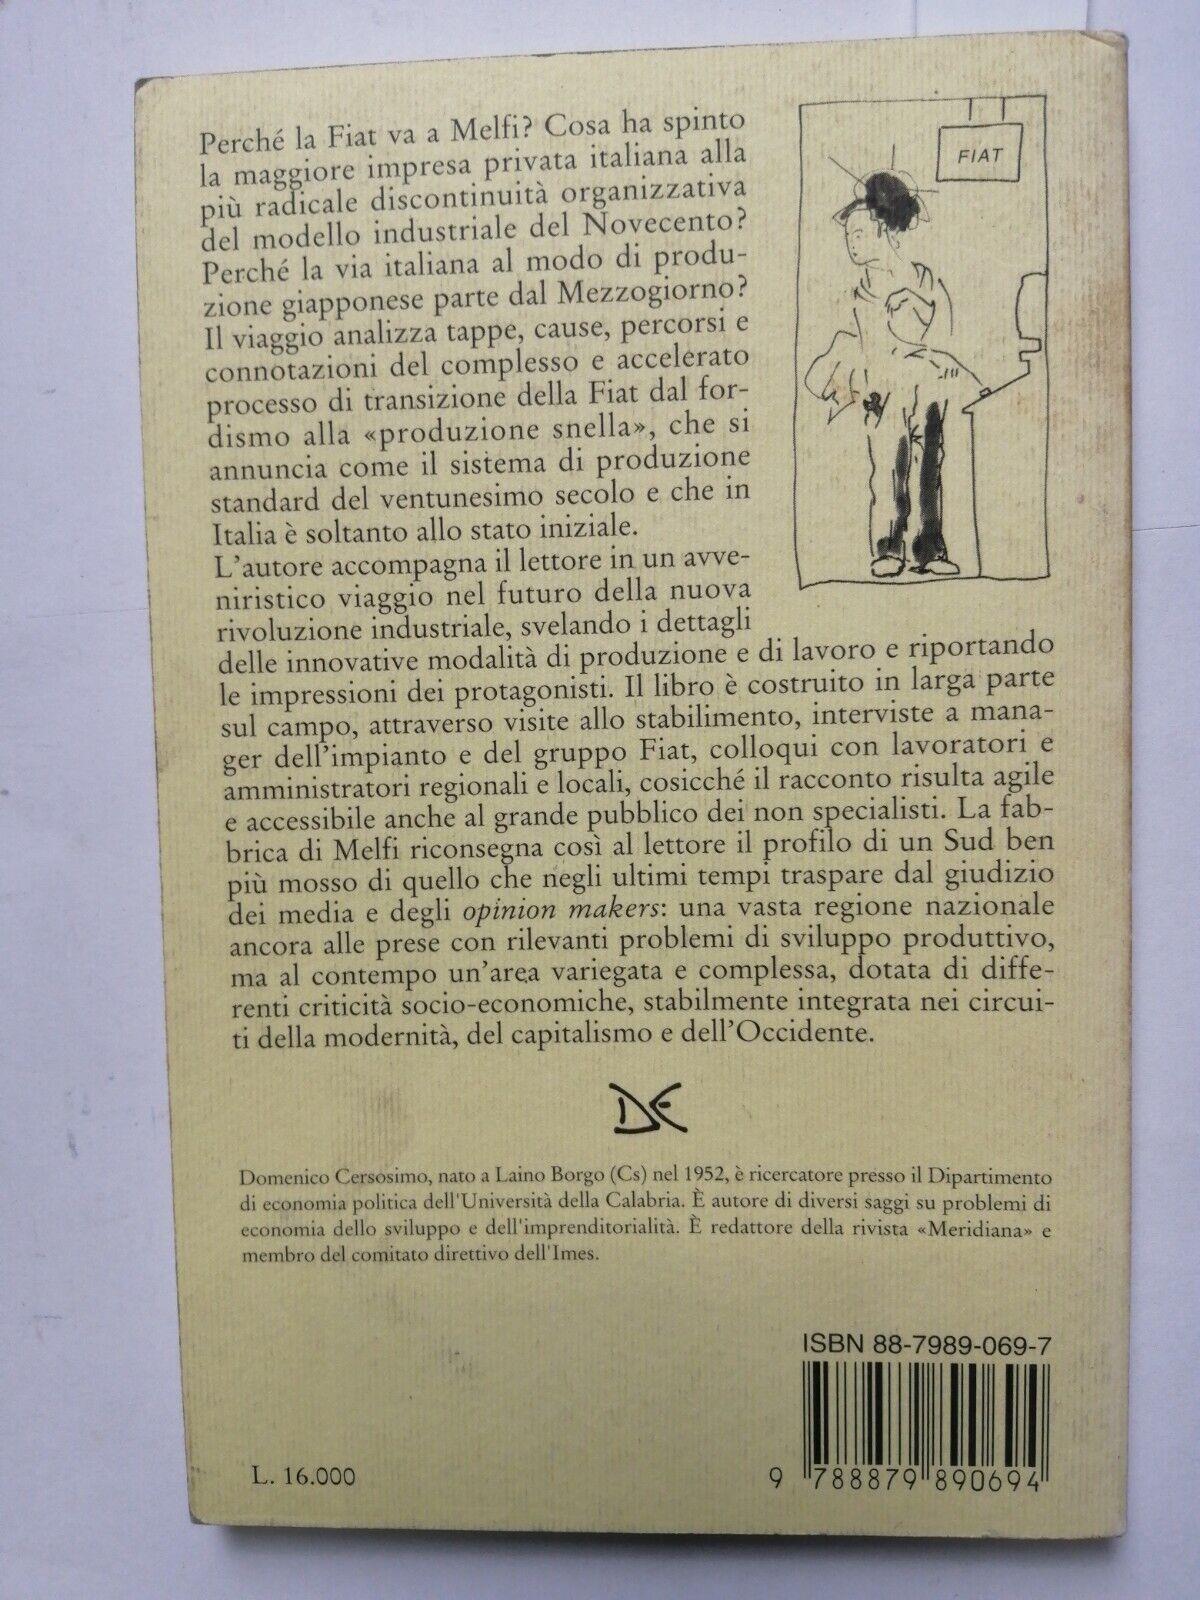 Perché la Fiat va a Melfi? Cosa ha spinto
la maggiore impresa privata italiana alla
più radicale discontinuità organizzativa
del modello industriale del Novecento?
Perché la via italiana al modo di produ-
zione giapponese parte dal Mezzogiorno?
Il viaggio analizza tappe, cause, percorsi e
connotazioni del complesso e accelerato
processo di transizione della Fiat dal for-
dismo alla «produzione snella», che si
annuncia come il sistema di produzione
standard del ventunesimo secolo e che in
Italia è soltanto allo stato iniziale.
L'autore accompagna il lettore in un avve-
niristico viaggio nel futuro della nuova
rivoluzione industriale, svelando i dettagli
delle innovative modalità di produzione e di lavoro e riportando
le impressioni dei protagonisti. Il libro è costruito in larga parte
sul campo, attraverso visite allo stabilimento, interviste a mana-
ger dell'impianto e del gruppo Fiat, colloqui con lavoratori e
amministratori regionali e locali, cosicché il racconto risulta agile
e accessibile anche al grande pubblico dei non specialisti. La fab-
brica di Melfi riconsegna così al lettore il profilo di un Sud ben
più mosso di quello che negli ultimi tempi traspare dal giudizio
dei media e degli opinion makers: una vasta regione nazionale
ancora alle prese con rilevanti problemi di sviluppo produttivo,
ma al contempo un'area variegata e complessa, dotata di diffe-
renti criticità socio-economiche, stabilmente integrata nei circui-
ti della modernità, del capitalismo e dell'Occidente.
FIAT
DE
Domenico Cersosimo, nato a Laino Borgo (Cs) nel 1952, è ricercatore presso il Dipartimento
di economia politica dell'Università della Calabria. È autore di diversi saggi su problemi di
economia dello sviluppo e dell'imprenditorialità. È redattore della rivista «Meridiana» e
membro del comitato direttivo dell'Imes.
ISBN 88-7989-069-7
L. 16.000
9 788879 890694